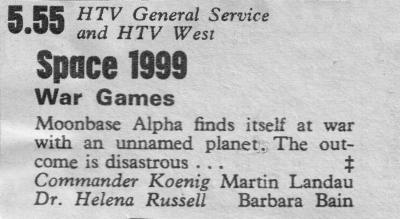 5.55 HTV General Service
and HTV West
Space 1999
War Games
Moonbase Alpha finds itself at war
with an unnamed planet. The out-
come is disastrous . . . ‡
Commander Koenig Martin Landau
Dr. Helena Russell Barbara Bain